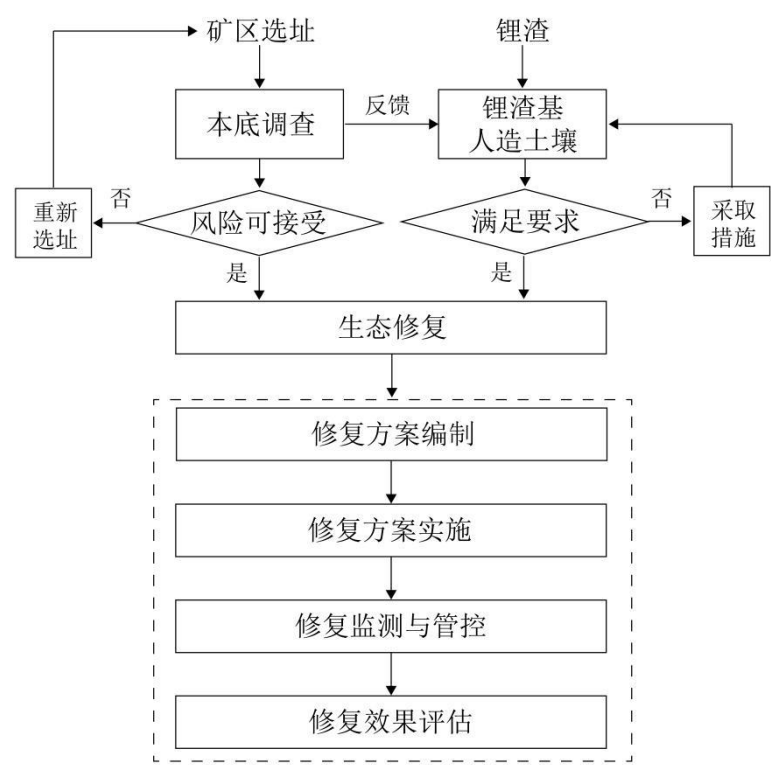 矿区选址
锂渣
本底调查
反馈
锂渣基
人造土壤
重新
选址
否
风险可接受
满足要求
否
采取
措施
是
是
生态修复
修复方案编制
修复方案实施
修复监测与管控
修复效果评估